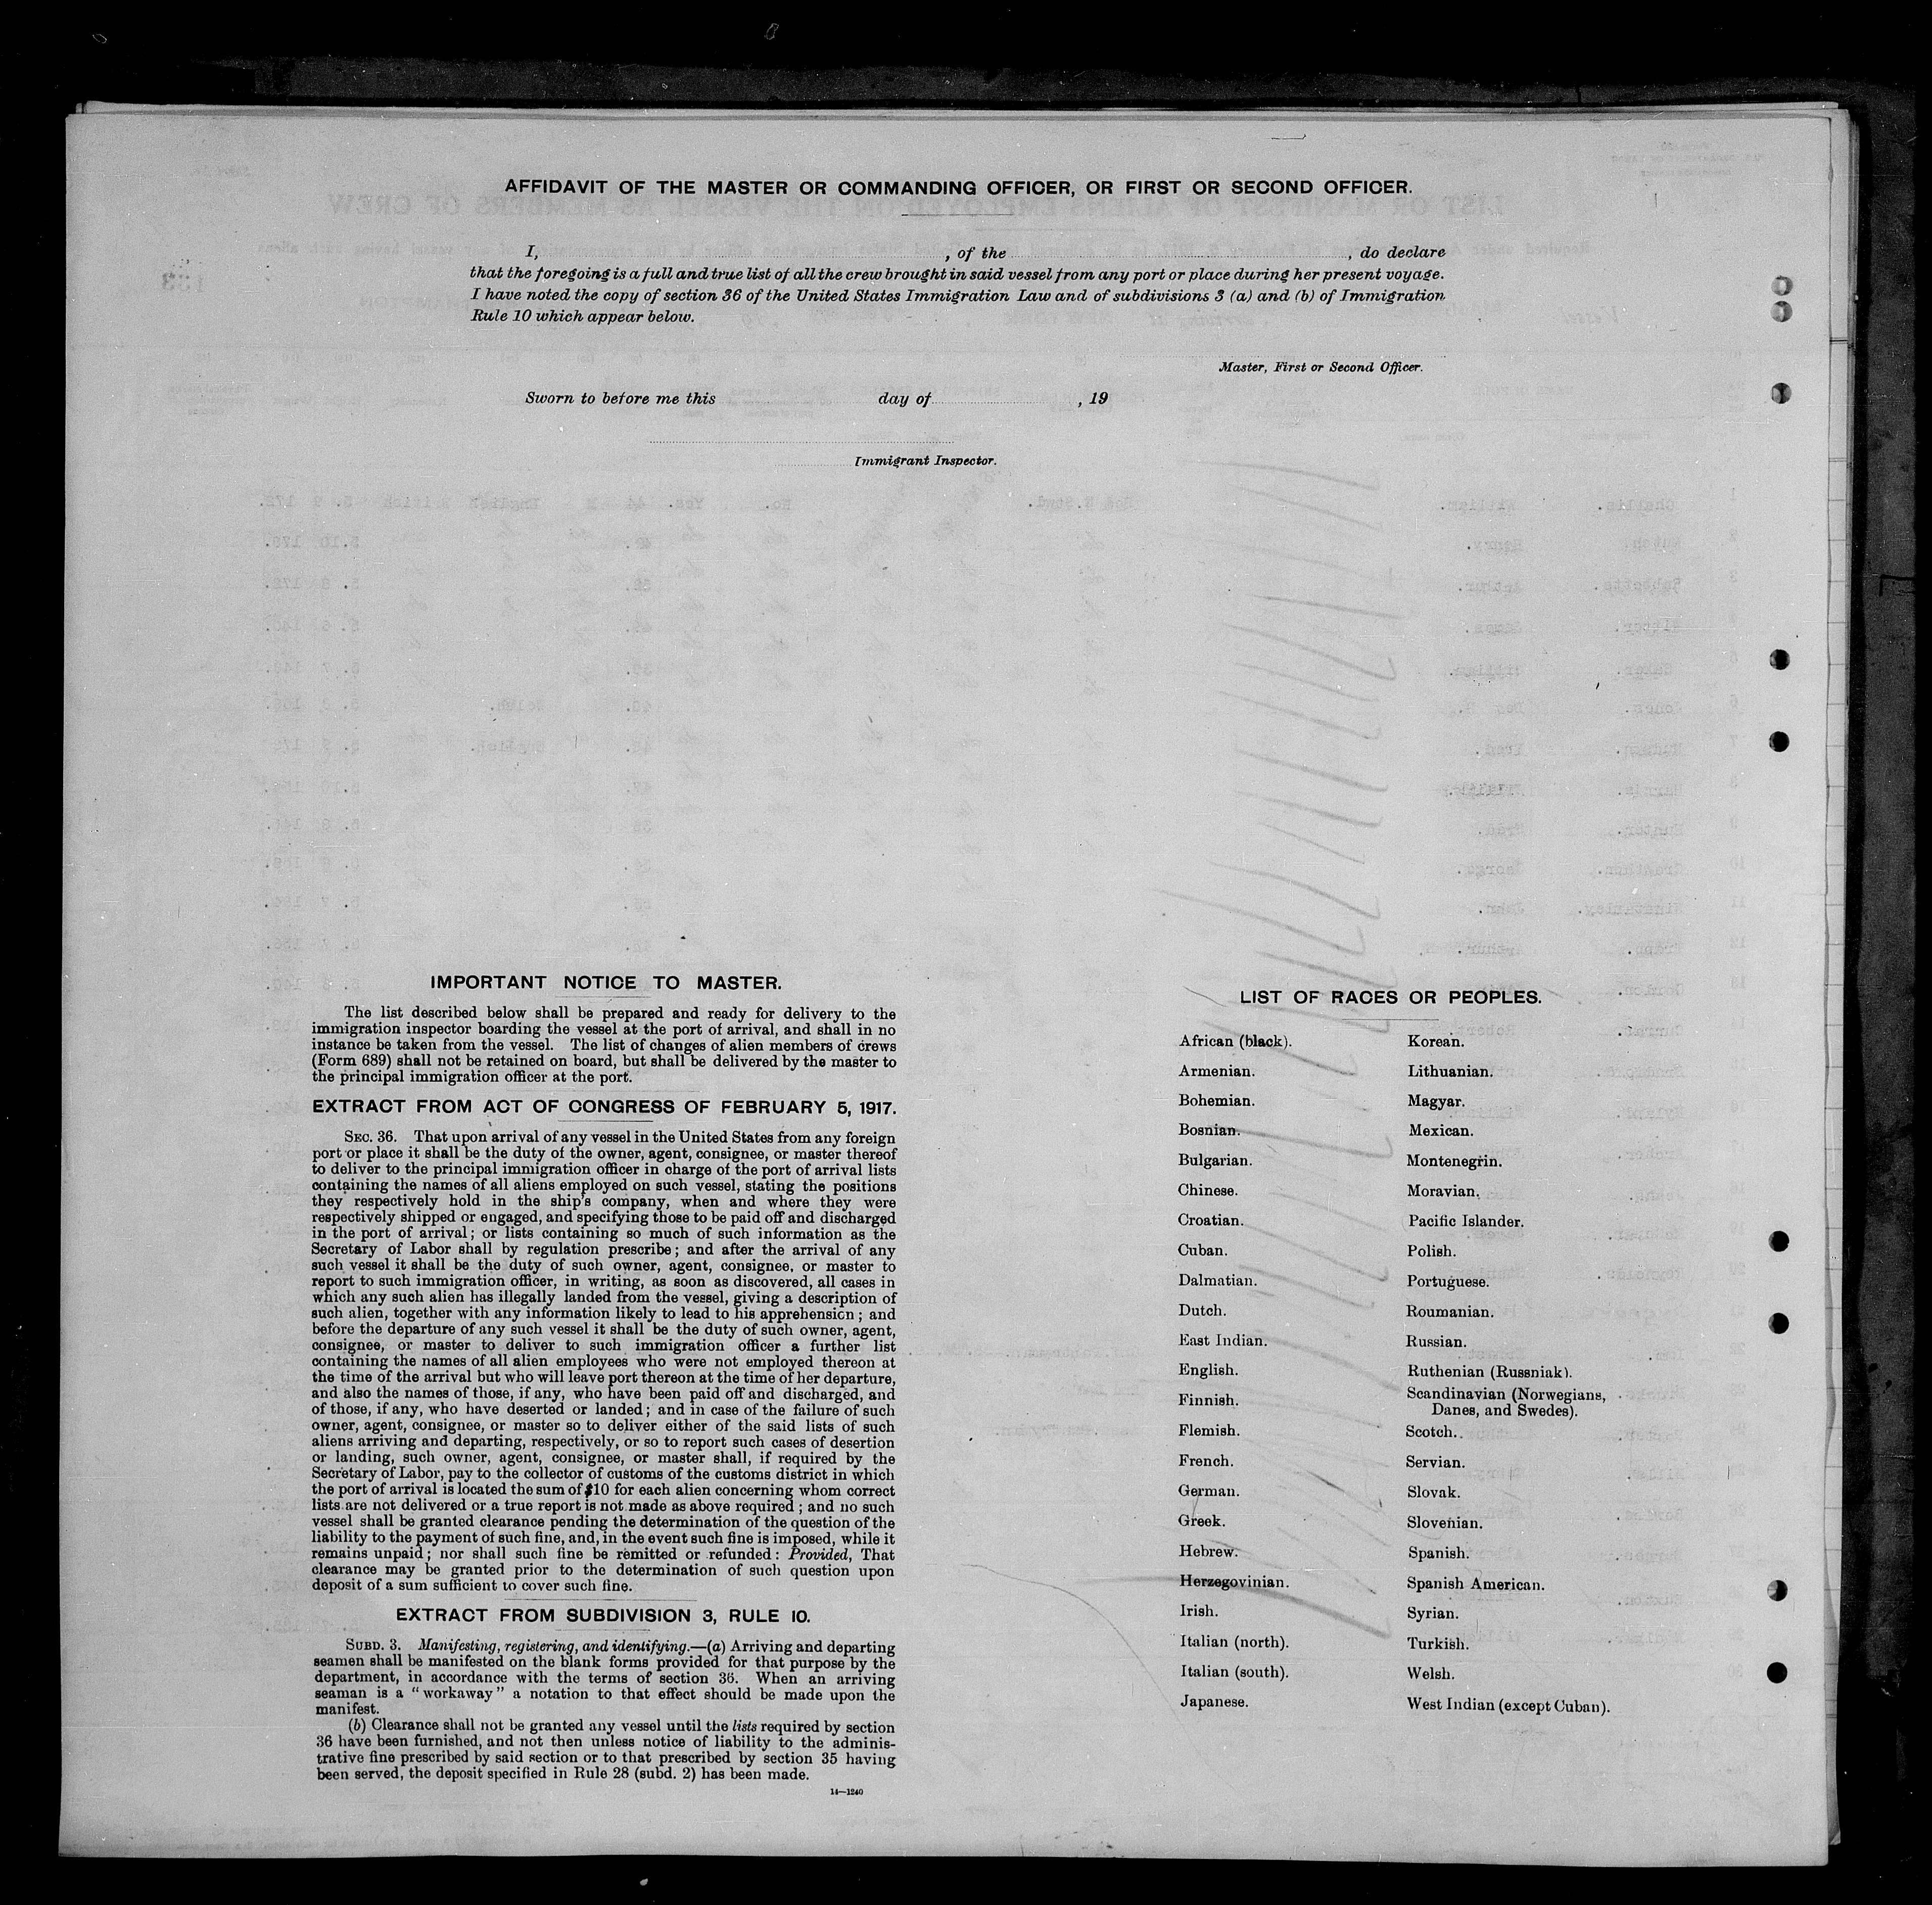 AFFIDAVIT OF THE MASTER OR COMMANDING OFFICER, OR FIRST OR SECOND OFFICER.
I, , of the , do declare
that the foregoing is a full and true list of all the crew brought in said vessel from any port or place during her present voyage.
I have noted the copy of section 36 of the United States Immigration Law and of subdivisions 3 (a) and (b) of Immigration
Rule 10 which appear below.
Master, First or Second Officer.
Sworn to before me this day of , 19
Immigrant Inspector.
IMPORTANT NOTICE TO MASTER.
The list described below shall be prepared and ready for delivery to the
immigration inspector boarding the vessel at the port of arrival, and shall in no
instance be taken from the vessel. The list of changes of alien members of crews
(Form 689) shall not be retained on board, but shall be delivered by the master to
the principal immigration officer at the port.
EXTRACT FROM ACT OF CONGRESS OF FEBRUARY 5, 1917.
SEC. 36. That upon arrival of any vessel in the United States from any foreign
port or place it shall be the duty of the owner, agent, consignee, or master thereof
to deliver to the principal immigration officer in charge of the port of arrival lists
containing the names of all aliens employed on such vessel, stating the positions
they respectively hold in the ship's company, when and where they were
respectively shipped or engaged, and specifying those to be paid off and discharged
in the port of arrival; or lists containing so much of such information as the
Secretary of Labor shall by regulation prescribe; and after the arrival of any
such vessel it shall be the duty of such owner, agent, consignee, or master to
report to such immigration officer, in writing, as soon as discovered, all cases in
which any such alien has illegally landed from the vessel, giving a description of
such alien, together with any information likely to lead to his apprehension; and
before the departure of any such vessel it shall be the duty of such owner, agent,
consignee, or master to deliver to such immigration officer a further list
containing the names of all alien employees who were not employed thereon at
the time of the arrival but who will leave port thereon at the time of her departure,
and also the names of those, if any, who have been paid off and discharged, and
of those, if any, who have deserted or landed; and in case of the failure of such
owner, agent, consignee, or master so to deliver either of the said lists of such
aliens arriving and departing, respectively, or so to report such cases of desertion
or landing, such owner, agent, consignee, or master shall, if required by the
Secretary of Labor, pay to the collector of customs of the customs district in which
the port of arrival is located the sum of $10 for each alien concerning whom correct
lists are not delivered or a true report is not made as above required; and no such
vessel shall be granted clearance pending the determination of the question of the
liability to the payment of such fine, and, in the event such fine is imposed, while it
remains unpaid; nor shall such fine be remitted or refunded: Provided, That
clearance may be granted prior to the determination of such question upon
deposit of a sum sufficient to cover such fine.
EXTRACT FROM SUBDIVISION 3, RULE 10.
SUBD. 3. Manifesting, registering, and identifying.—(a) Arriving and departing
seamen shall be manifested on the blank forms provided for that purpose by the
department, in accordance with the terms of section 36. When an arriving
seaman is a "workaway" a notation to that effect should be made upon the
manifest.
(b) Clearance shall not be granted any vessel until the lists required by section
36 have been furnished, and not then unless notice of liability to the adminis-
trative fine prescribed by said section or to that prescribed by section 35 having
been served, the deposit specified in Rule 28 (subd. 2) has been made.
14—1240
LIST OF RACES OR PEOPLES.
African (black).
Armenian.
Bohemian.
Bosnian.
Bulgarian.
Chinese.
Croatian.
Cuban.
Dalmatian.
Dutch.
East Indian.
English.
Finnish.
Flemish.
French.
German.
Greek.
Hebrew.
Herzegovinian.
Irish.
Italian (north).
Italian (south).
Japanese.
Korean.
Lithuanian.
Magyar.
Mexican.
Montenegrin.
Moravian.
Pacific Islander.
Polish.
Portuguese.
Roumanian.
Russian.
Ruthenian (Russniak).
Scandinavian (Norwegians,
Danes, and Swedes).
Scotch.
Servian.
Slovak.
Slovenian.
Spanish.
Spanish American.
Syrian.
Turkish.
Welsh.
West Indian (except Cuban).